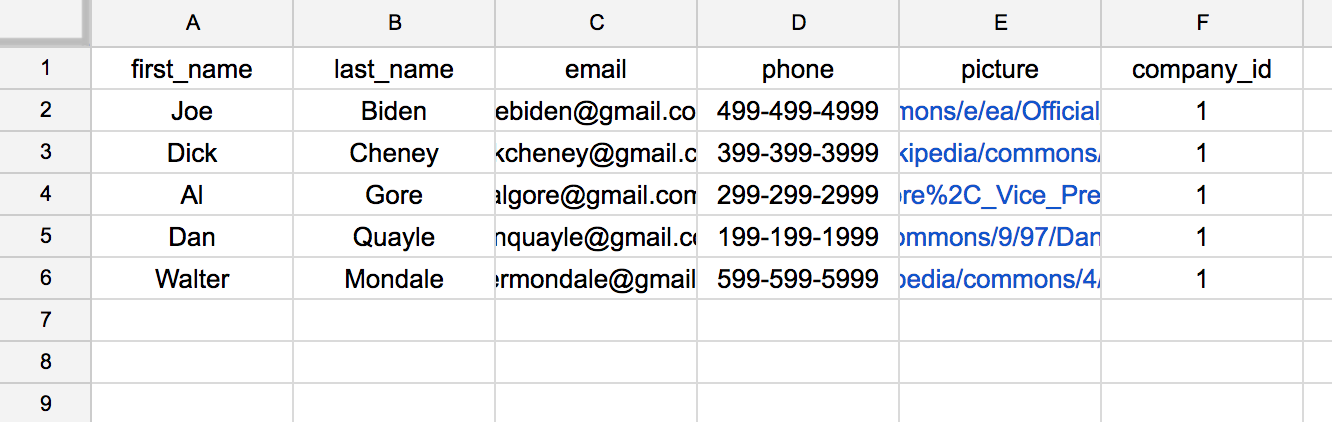 A B C D E F
1 first_name last_name email phone picture company_id
2 Joe Biden ebiden@gmail.co 499-499-4999 mons/e/ea/Official 1
3 Dick Cheney kcheney@gmail.c 399-399-3999 kipedia/commons/ 1
4 Al Gore algore@gmail.com 299-299-2999 ore%2C_Vice_Pre 1
5 Dan Quayle nquayle@gmail.co 199-199-1999 ommons/9/97/Dan 1
6 Walter Mondale ermondale@gmail 599-599-5999 pedia/commons/4/ 1
7
8
9